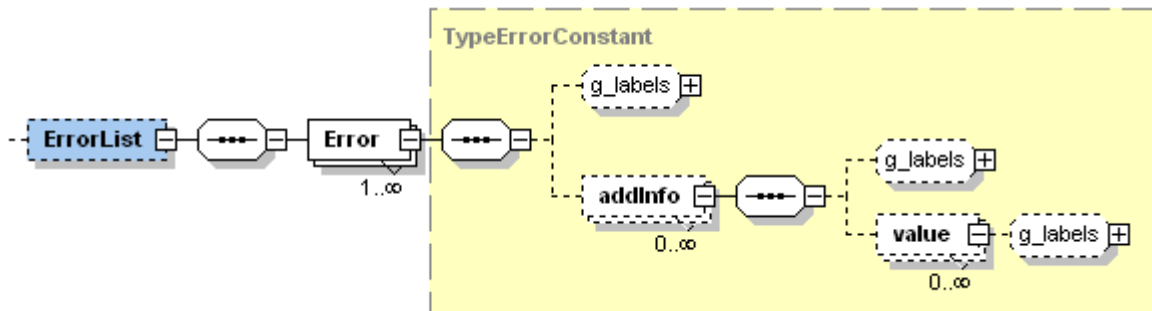 TypeErrorConstant
g_labels
ErrorList
Error
1..∞
addInfo
0..∞
g_labels
value
0..∞
g_labels